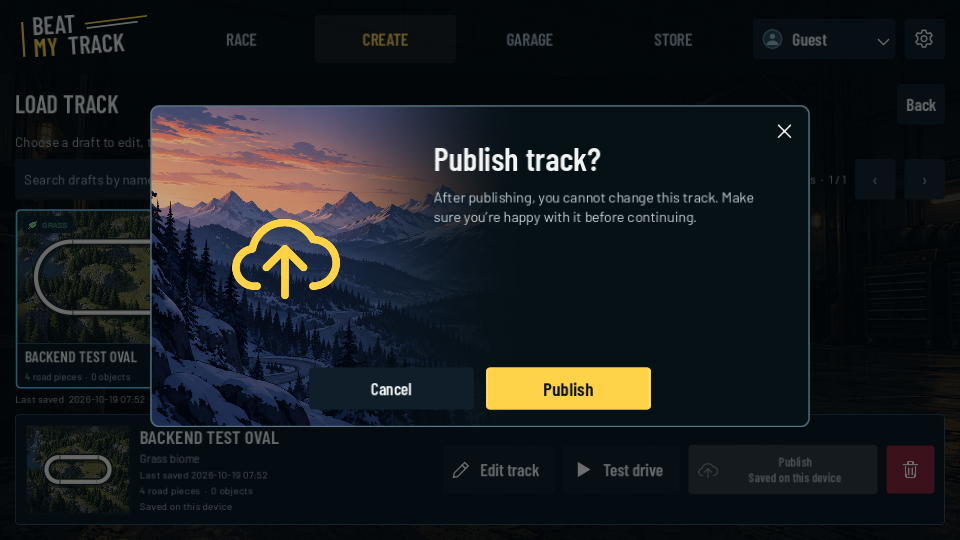 BEAT
MY TRACK
RACE
CREATE
GARAGE
STORE
Guest
LOAD TRACK
Back
Choose a draft to edit,
Search drafts by name
· 1/1
Publish track?
After publishing, you cannot change this track. Make
sure you're happy with it before continuing.
GRASS
BACKEND TEST OVAL
4 road pieces · 0 objects
Last saved 2026-10-19 07:52
Cancel
Publish
BACKEND TEST OVAL
Grass biome
Last saved 2026-10-19 07:52
4 road pieces · 0 objects
Saved on this device
Edit track
Test drive
Publish
Saved on this device